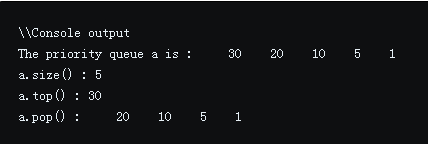 \\Console output
The priority queue a is :    30    20    10    5    1
a.size() : 5
a.top() : 30
a.pop() :    20    10    5    1